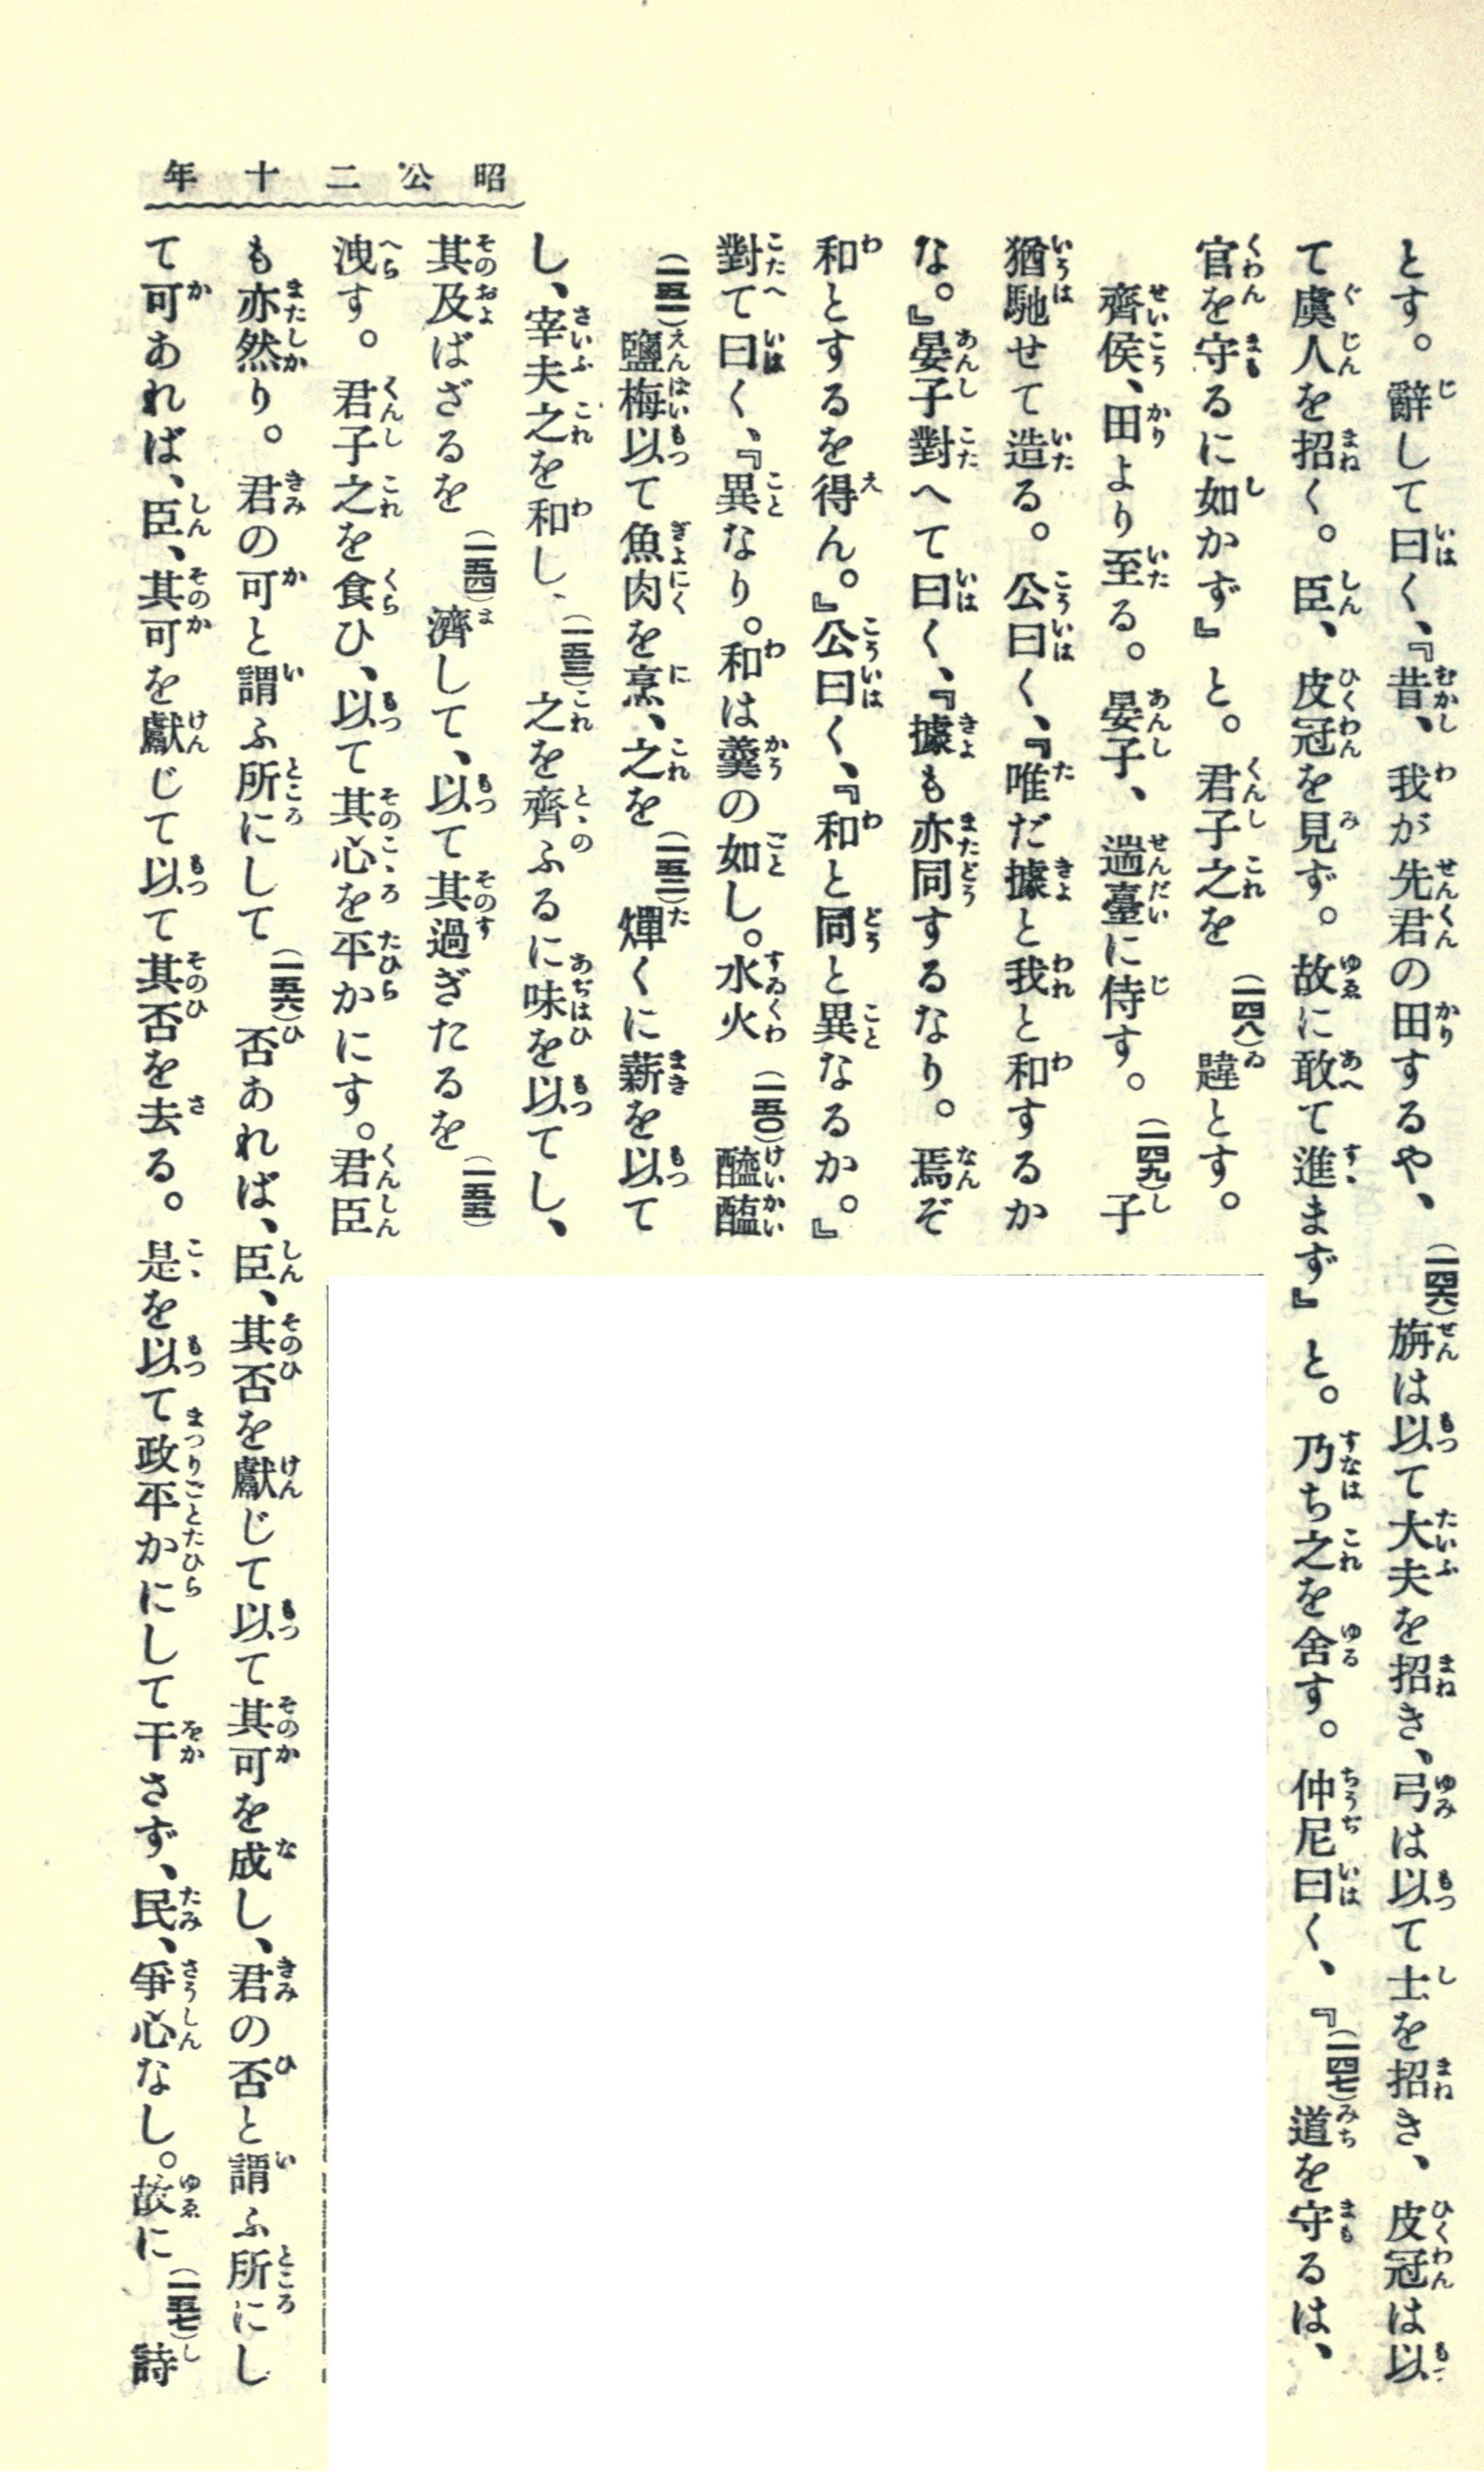 昭公二十年
とす。辭して曰く、『昔、我が先君の田するや、(一四六)旃は以て大夫を招き、弓は以て士を招き、皮冠は以
て虞人を招く。臣、皮冠を見ず。故に敢て進まず』と。乃ち之を舍す。仲尼曰く、『(一四七)道を守るは、
官を守るに如かず』と。君子之を(一四八)韙とす。
齊侯、田より至る。晏子、遄臺に侍す。(一四九)子
猶馳せて造る。公曰く、『唯だ據と我と和するか
な。』晏子對へて曰く、『據も亦同するなり。焉ぞ
和とするを得ん。』公曰く、『和と同と異なるか。』
對て曰く、『異なり。和は羹の如し。水火(一五〇)醯醢
(一五一)鹽梅以て魚肉を烹、之を(一五二)燀くに薪を以て
し、宰夫之を和し、(一五三)之を齊ふるに味を以てし、
其及ばざるを(一五四)濟して、以て其過ぎたるを(一五五)
洩す。君子之を食ひ、以て其心を平かにす。君臣
も亦然り。君の可と謂ふ所にして(一五六)否あれば、臣、其否を獻じて以て其可を成し、君の否と謂ふ所にし
て可あれば、臣、其可を獻じて以て其否を去る。是を以て政平かにして干さず、民、爭心なし。故に(一五七)詩